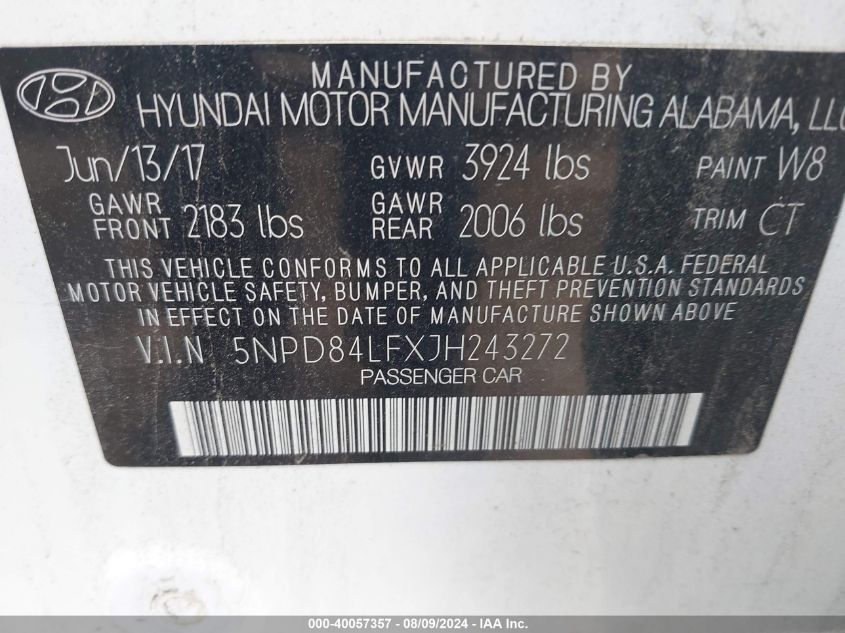 MANUFACTURED BY
HYUNDAI MOTOR MANUFACTURING ALABAMA, LLC
Jun/13/17 GVWR 3924 lbs PAINT W8
GAWR FRONT 2183 lbs GAWR REAR 2006 lbs TRIM CT
THIS VEHICLE CONFORMS TO ALL APPLICABLE U.S.A. FEDERAL
MOTOR VEHICLE SAFETY, BUMPER, AND THEFT PREVENTION STANDARDS
IN EFFECT ON THE DATE OF MANUFACTURE SHOWN ABOVE
V.I.N 5NPD84LFXJH243272
PASSENGER CAR
000-40057357 - 08/09/2024 - IAA Inc.